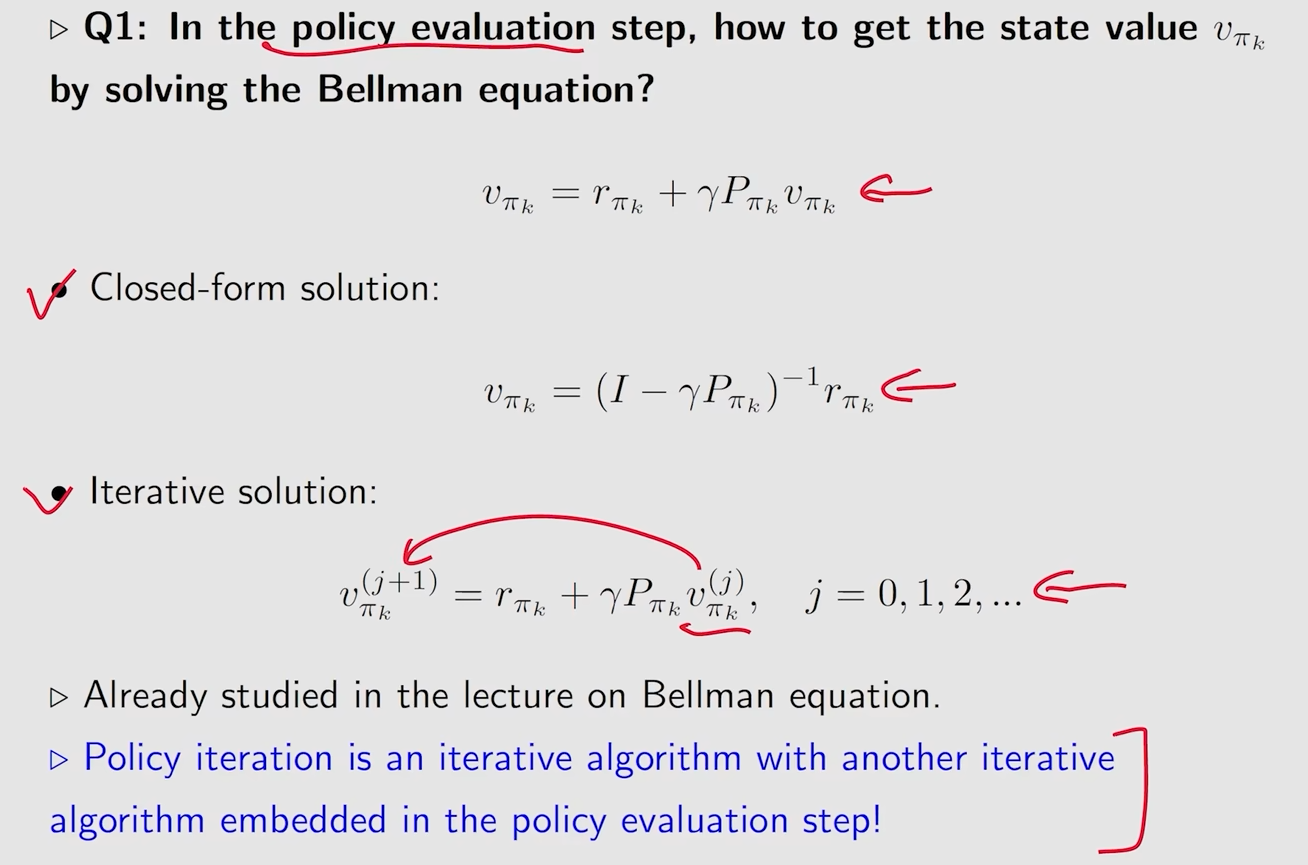 ▷ Q1: In the policy evaluation step, how to get the state value $v_{\pi_k}$
by solving the Bellman equation?
$v_{\pi_k} = r_{\pi_k} + \gamma P_{\pi_k} v_{\pi_k}$
• Closed-form solution:
$v_{\pi_k} = (I - \gamma P_{\pi_k})^{-1} r_{\pi_k}$
• Iterative solution:
$v_{\pi_k}^{(j+1)} = r_{\pi_k} + \gamma P_{\pi_k} v_{\pi_k}^{(j)}, \quad j = 0, 1, 2, ...$
▷ Already studied in the lecture on Bellman equation.
▷ Policy iteration is an iterative algorithm with another iterative
algorithm embedded in the policy evaluation step!